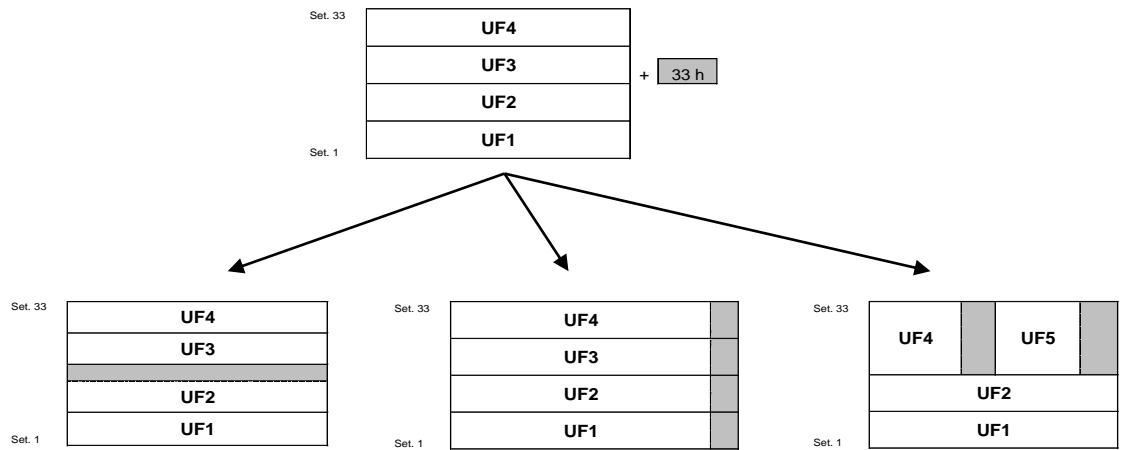 Set. 33
UF4
UF3
+ 33 h
UF2
UF1
Set. 1
Set. 33
UF4
UF3
UF2
UF1
Set. 1
Set. 33
UF4
UF3
UF2
UF1
Set. 1
Set. 33
UF4 UF5
UF2
UF1
Set. 1